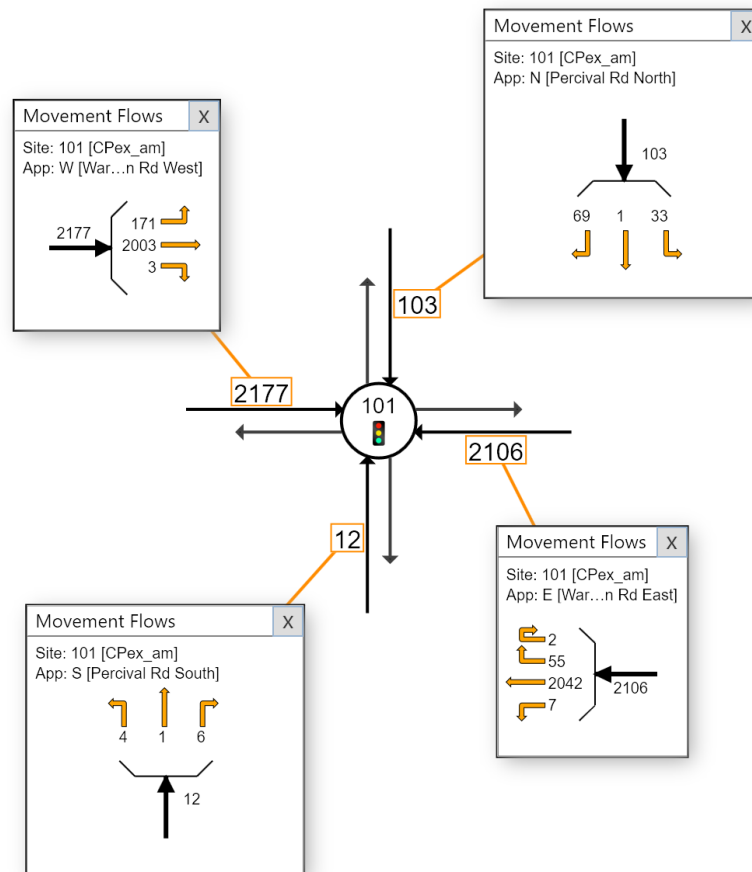 Movement Flows X
Site: 101 [CPex_am]
App: N [Percival Rd North]
103
69 1 33
Movement Flows X
Site: 101 [CPex_am]
App: W [War...n Rd West]
2177
171
2003
3
103
2177
101
2106
12
Movement Flows X
Site: 101 [CPex_am]
App: E [War...n Rd East]
2
55
2042
7
2106
Movement Flows X
Site: 101 [CPex_am]
App: S [Percival Rd South]
4 1 6
12